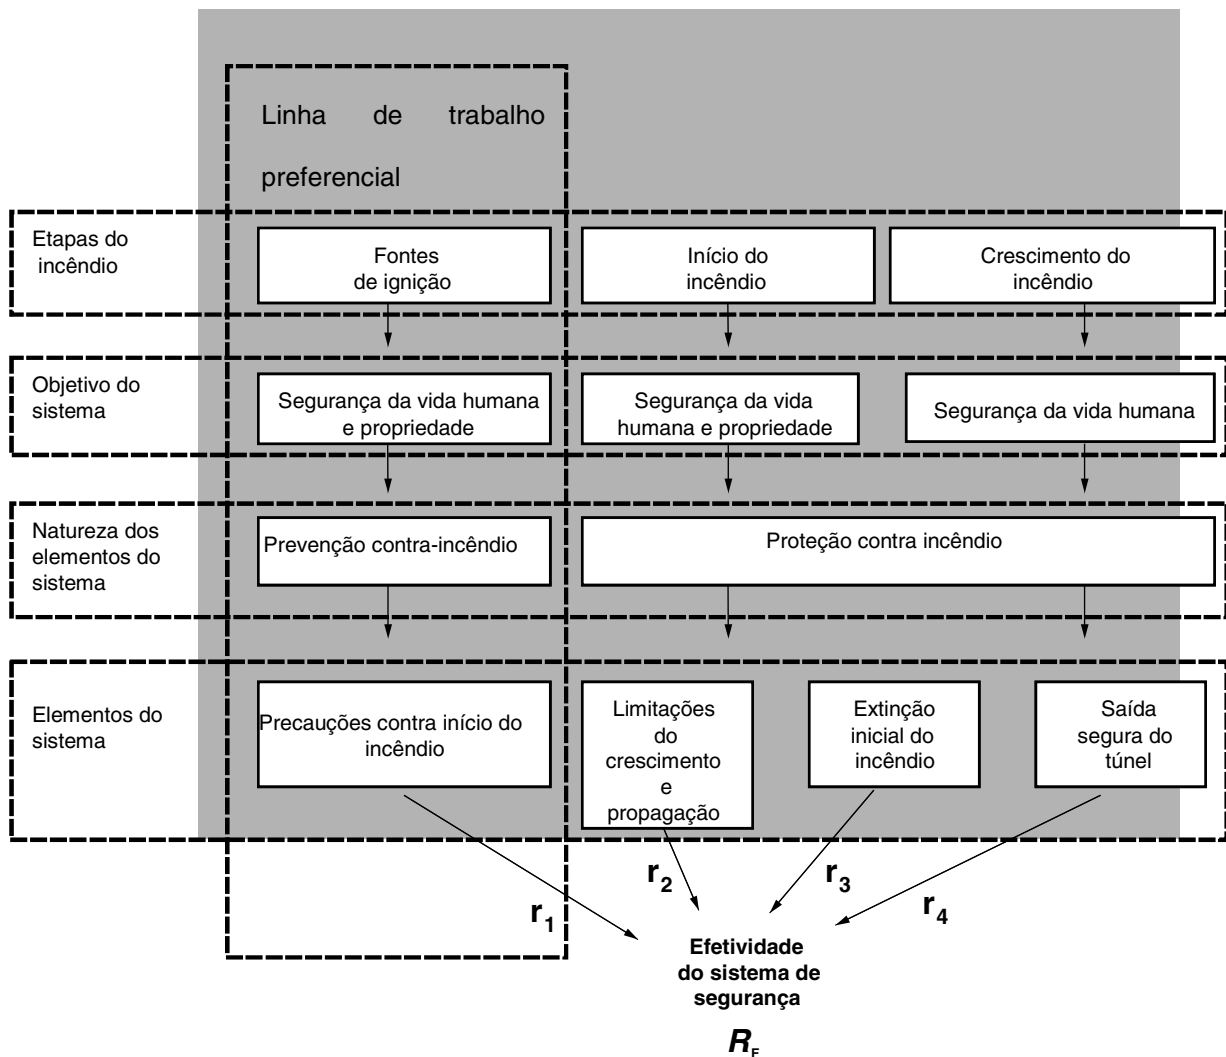 Linha de trabalho
preferencial
Etapas do
incêndio
Fontes
de ignição
Início do
incêndio
Crescimento do
incêndio
Objetivo do
sistema
Segurança da vida humana
e propriedade
Segurança da vida
humana e propriedade
Segurança da vida humana
Natureza dos
elementos do
sistema
Prevenção contra-incêndio
Proteção contra incêndio
Elementos do
sistema
Precauções contra início do
incêndio
Limitações
do
crescimento
e
propagação
Extinção
inicial do
incêndio
Saída
segura do
túnel
r1
r2
r3
r4
Efetividade
do sistema de
segurança
RF